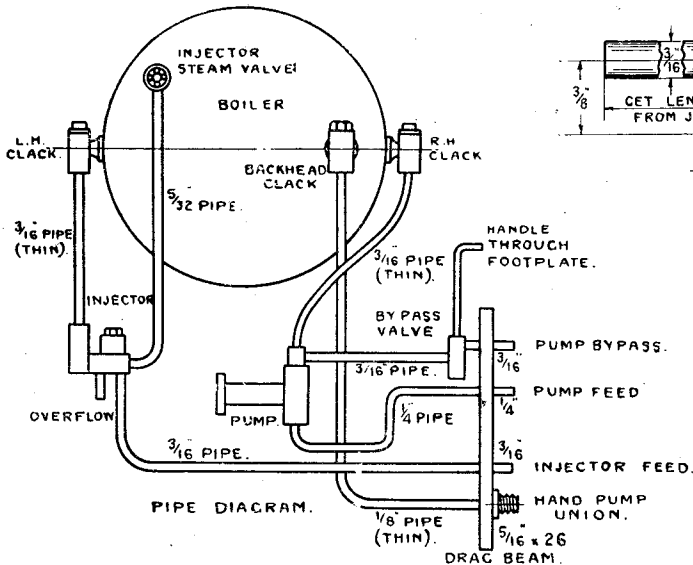 INJECTOR
STEAM VALVE
BOILER
L.H.
CLACK.
BACKHEAD
CLACK
R.H
CLACK
5/32" PIPE.
3/16" PIPE
(THIN).
3/16" PIPE
(THIN).
HANDLE
THROUGH
FOOTPLATE.
INJECTOR
BY PASS
VALVE
3/16" PIPE.
3/16"
PUMP BYPASS.
OVERFLOW
PUMP.
1/4" PIPE
1/4"
PUMP FEED
3/16" PIPE.
3/16"
INJECTOR FEED.
PIPE DIAGRAM.
1/8" PIPE
(THIN).
HAND PUMP
UNION.
5/16" x 26
DRAG BEAM.
3/16"
3/8"
GET LEN
FROM J